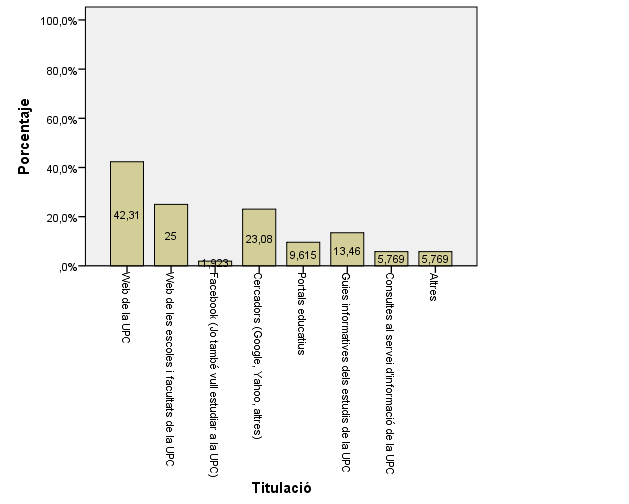 Porcentaje
100,0%
80,0%
60,0%
40,0%
20,0%
,0%
42,31
25
1,923
23,08
9,615
13,46
5,769
5,769
Web de la UPC
Web de les escoles i facultats de la UPC
Facebook (Jo també vull estudiar a la UPC)
Cercadors (Google, Yahoo, altres)
Portals educatius
Guies informatives dels estudis de la UPC
Consultes al servei d'informació de la UPC
Altres
Titulació